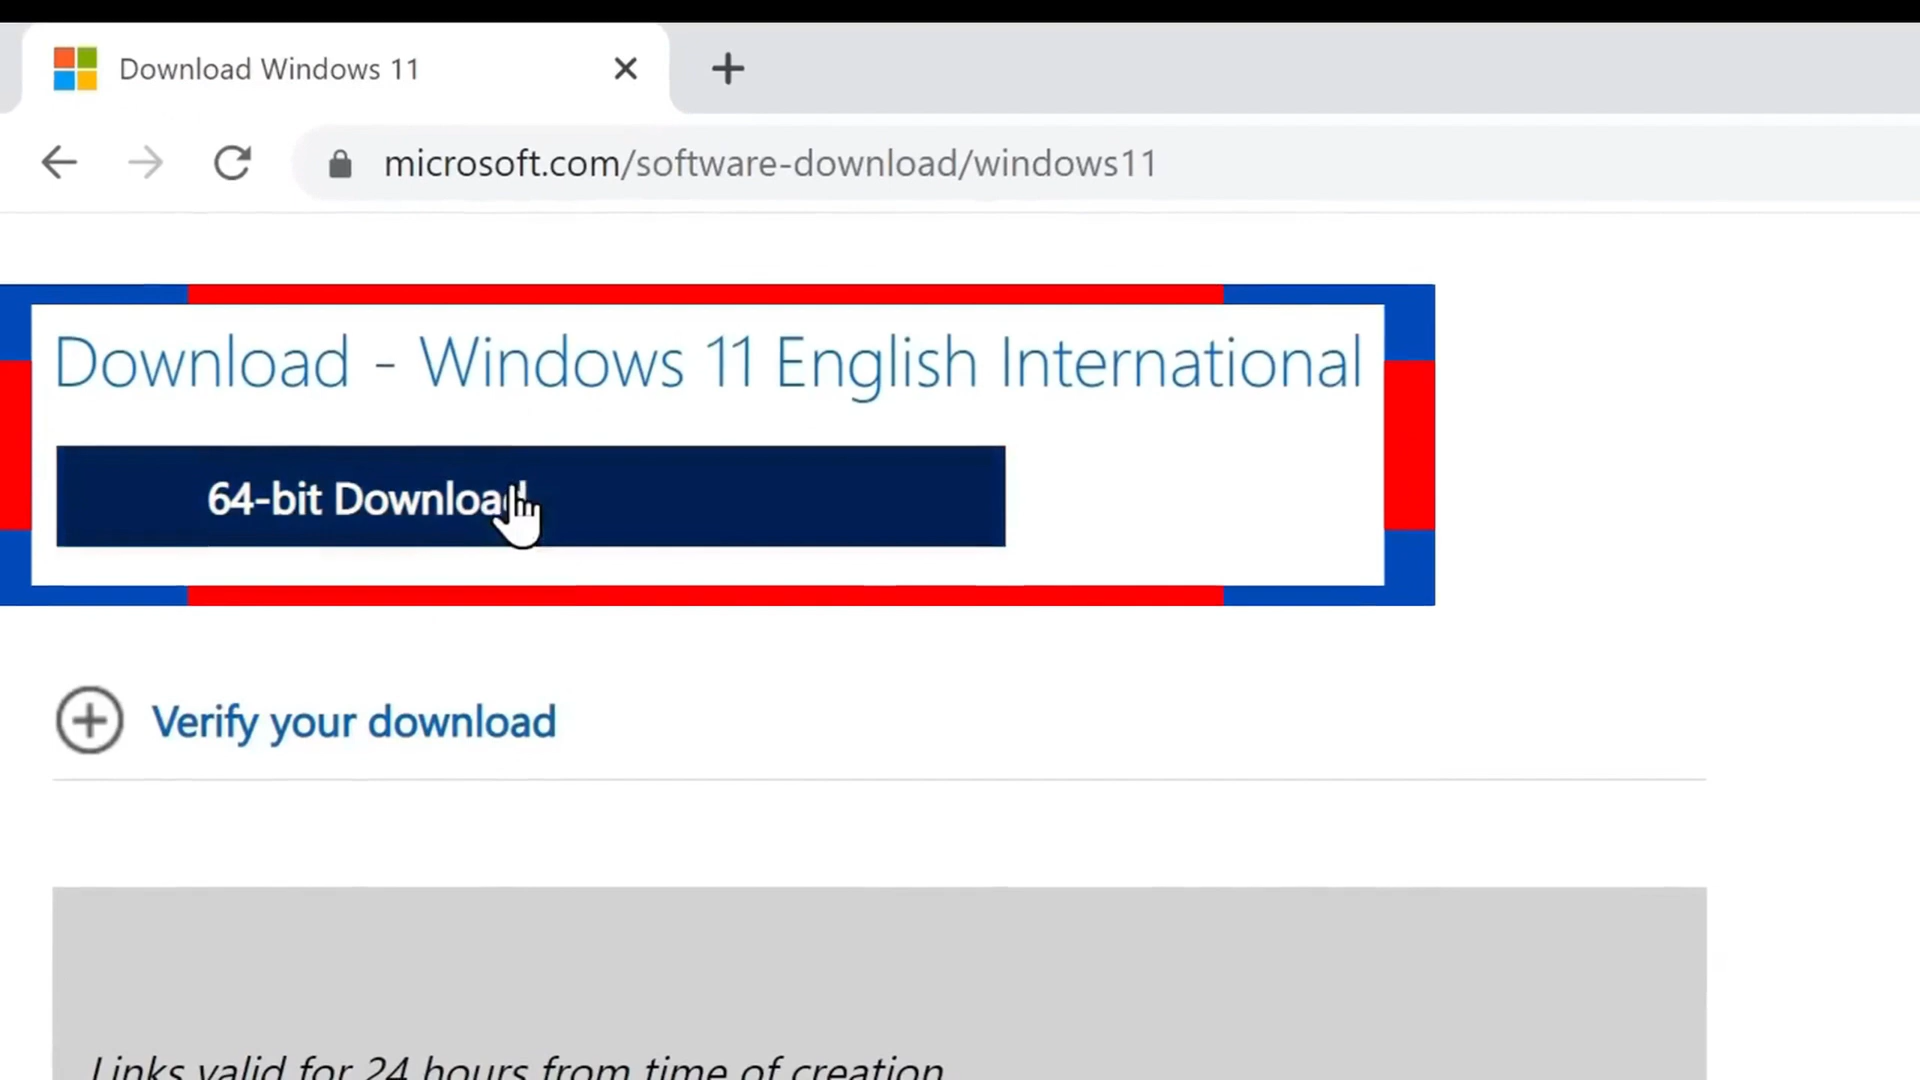 Download Windows 11
microsoft.com/software-download/windows11
Download - Windows 11 English International
64-bit Download
Verify your download
Links valid for 24 hours from time of creation